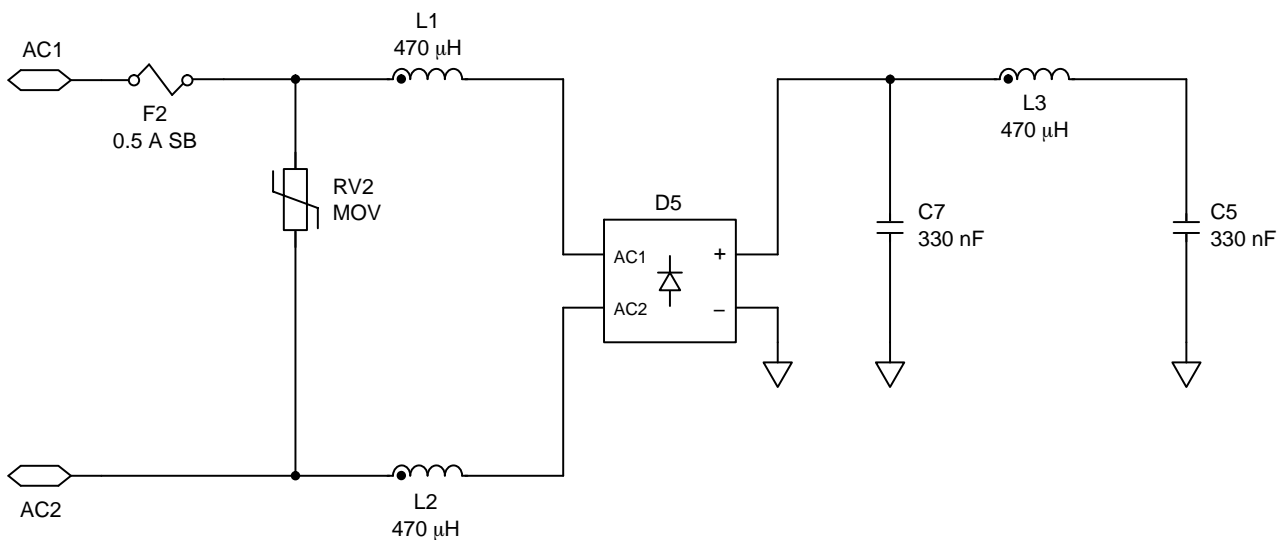 AC1
F2
0.5 A SB
L1
470 μH
RV2
MOV
D5
AC1
+
AC2
–
L3
470 μH
C7
330 nF
C5
330 nF
AC2
L2
470 μH